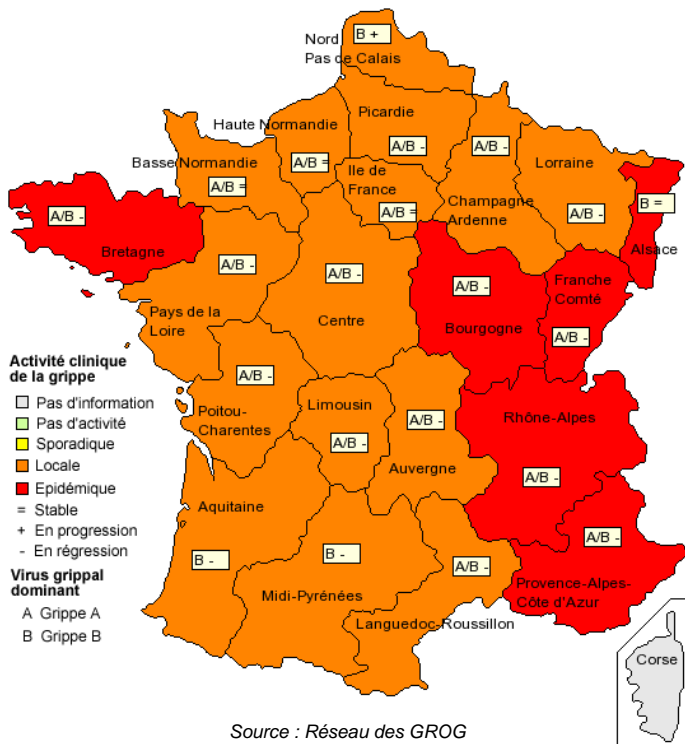 Nord
Pas de Calais
B +
Picardie
A/B -
Haute Normandie
A/B =
Basse Normandie
A/B =
Ile de
France
A/B =
Champagne
Ardenne
A/B -
Lorraine
A/B -
B =
Alsace
A/B -
Bretagne
A/B -
Pays de la
Loire
A/B -
Centre
A/B -
Bourgogne
Franche
Comté
A/B -
A/B -
Poitou-
Charentes
Limousin
A/B -
A/B -
Auvergne
Rhône-Alpes
A/B -
Aquitaine
B -
B -
Midi-Pyrénées
A/B -
Languedoc-Roussillon
A/B -
Provence-Alpes-
Côte d'Azur
Corse
Activité clinique
de la grippe
Pas d'information
Pas d'activité
Sporadique
Locale
Epidémique
= Stable
+ En progression
- En régression
Virus grippal
dominant
A Grippe A
B Grippe B
Source : Réseau des GROG